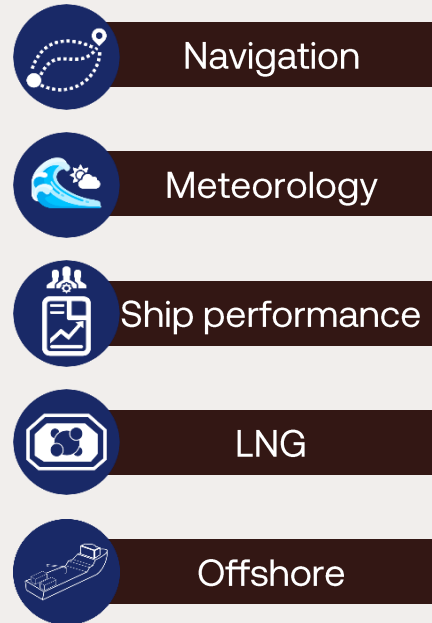 Navigation
Meteorology
Ship performance
LNG
Offshore